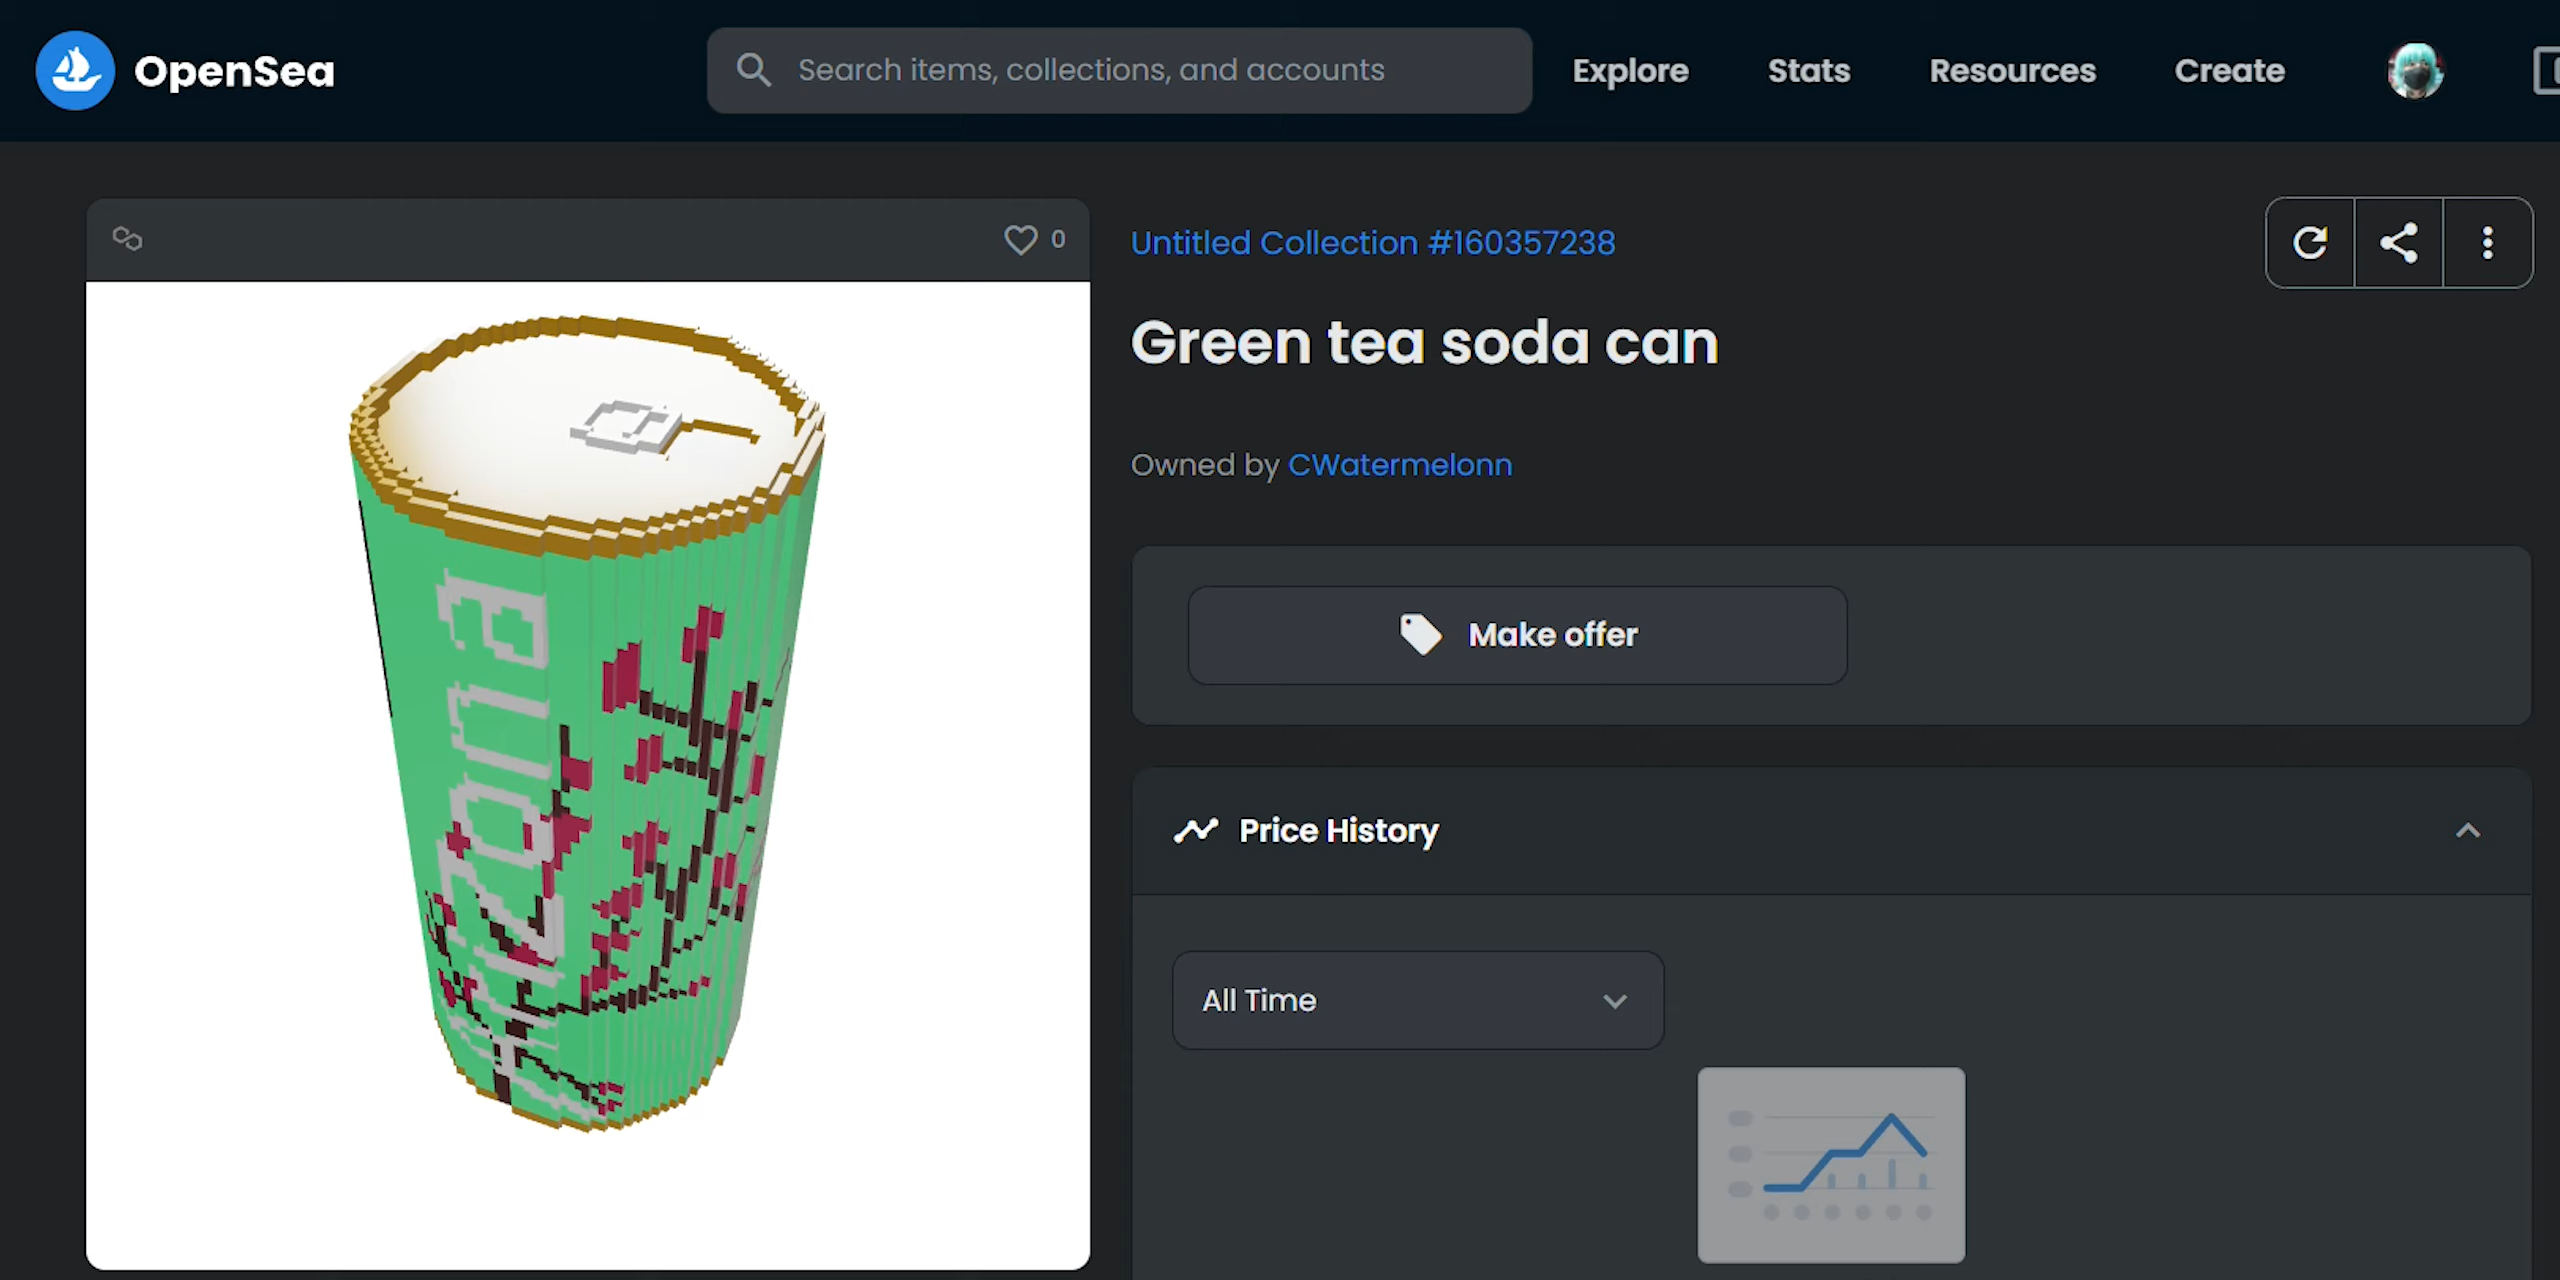 OpenSea
Search items, collections, and accounts
Explore
Stats
Resources
Create
0
Untitled Collection #160357238
Green tea soda can
Owned by CWatermelonn
Make offer
Price History
All Time